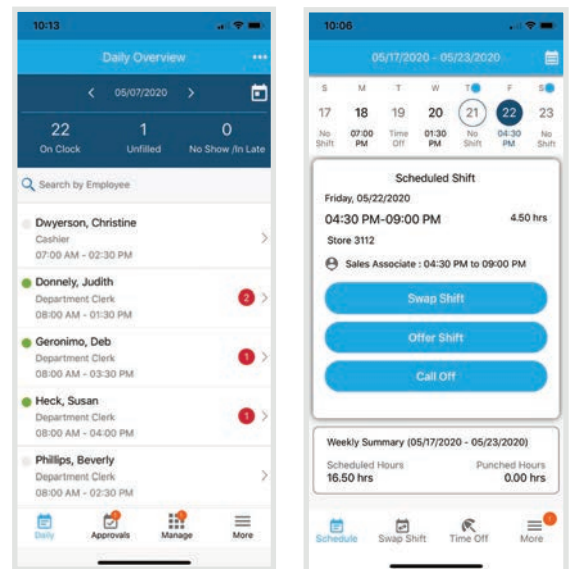 10:13
Daily Overview
05/07/2020
22 1 0
On Clock Unfilled No Show /In Late
Search by Employee
Dwyerson, Christine
Cashier
07:00 AM - 02:30 PM
Donnely, Judith
Department Clerk 2
08:00 AM - 01:30 PM
Geronimo, Deb
Department Clerk 1
08:00 AM - 03:30 PM
Heck, Susan
Department Clerk 1
08:00 AM - 04:00 PM
Phillips, Beverly
Department Clerk
08:00 AM - 02:30 PM
Daily Approvals Manage More
10:06
05/17/2020 - 05/23/2020
S M T W T F S
17 18 19 20 21 22 23
No Shift 07:00 PM Time Off 01:30 PM No Shift 04:30 PM No Shift
Scheduled Shift
Friday, 05/22/2020
04:30 PM-09:00 PM 4.50 hrs
Store 3112
Sales Associate : 04:30 PM to 09:00 PM
Swap Shift
Offer Shift
Call Off
Weekly Summary (05/17/2020 - 05/23/2020)
Scheduled Hours Punched Hours
16.50 hrs 0.00 hrs
Schedule Swap Shift Time Off More